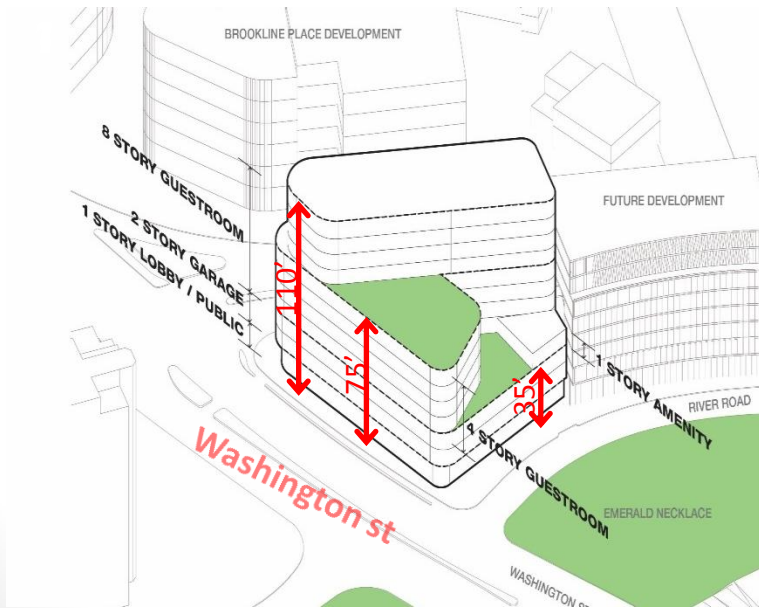 BROOKLINE PLACE DEVELOPMENT
8 STORY GUESTROOM
2 STORY GARAGE
1 STORY LOBBY / PUBLIC
FUTURE DEVELOPMENT
110'
75'
35'
1 STORY AMENITY
RIVER ROAD
4 STORY GUESTROOM
Washington st
EMERALD NECKLACE
WASHINGTON